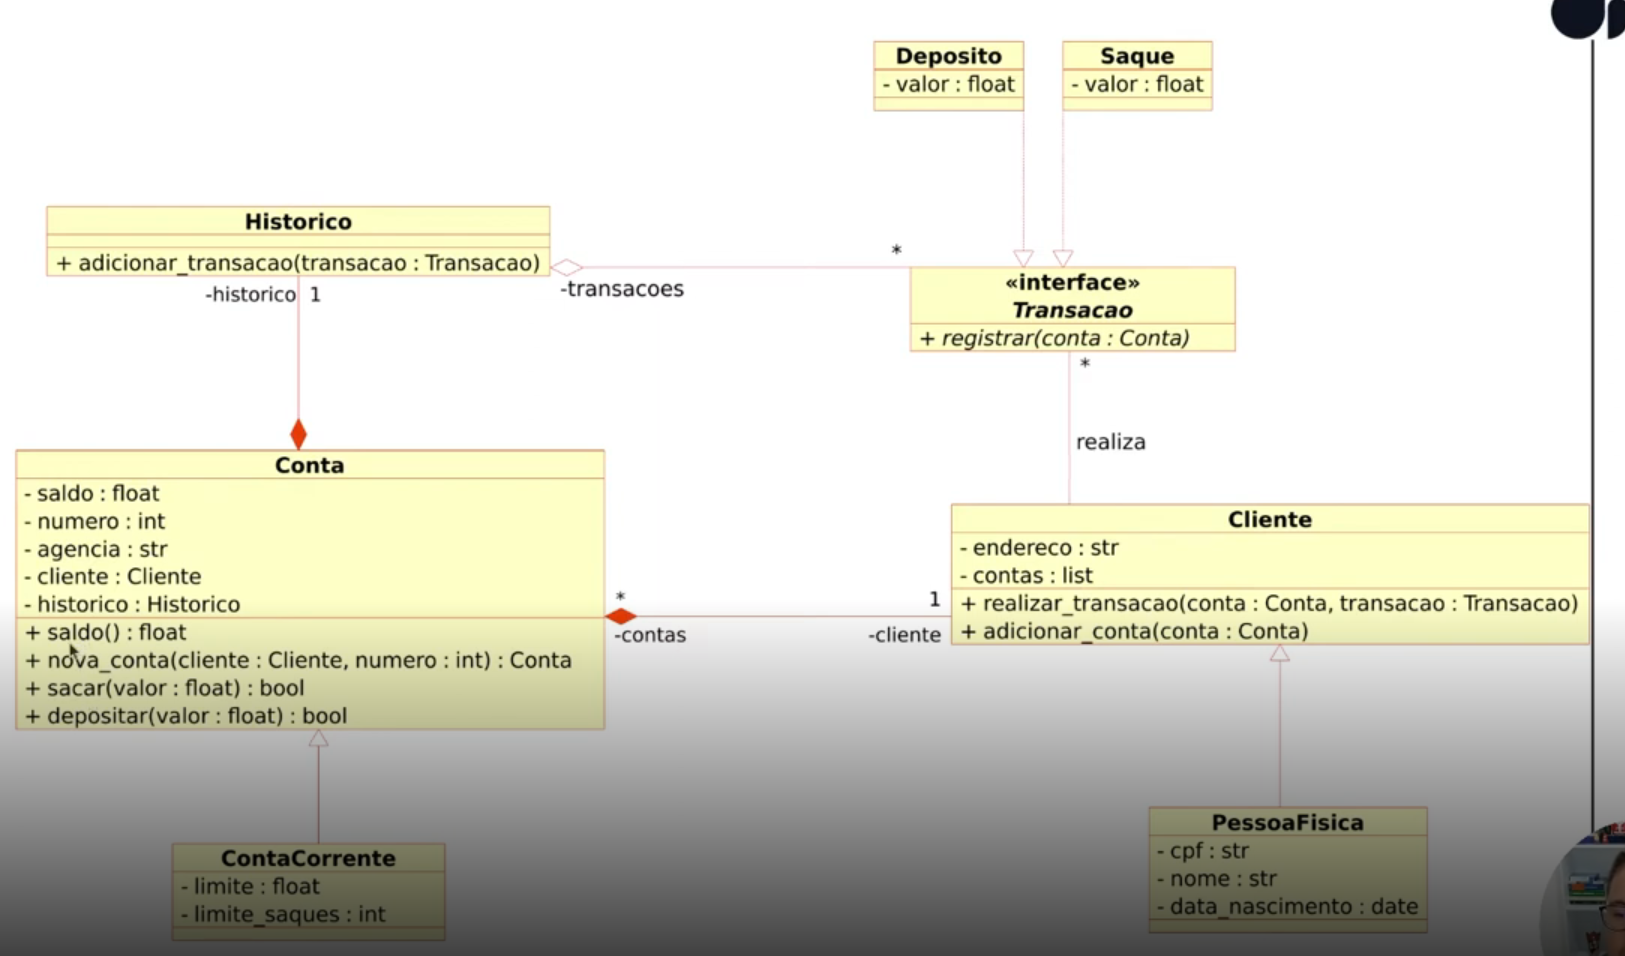 Deposito
- valor : float
Saque
- valor : float
Historico
+ adicionar_transacao(transacao : Transacao)
-historico 1
-transacoes
*
«interface»
Transacao
+ registrar(conta : Conta)
*
realiza
Conta
- saldo : float
- numero : int
- agencia : str
- cliente : Cliente
- historico : Historico
+ saldo() : float
+ nova_conta(cliente : Cliente, numero : int) : Conta
+ sacar(valor : float) : bool
+ depositar(valor : float) : bool
*
-contas
1
-cliente
Cliente
- endereco : str
- contas : list
+ realizar_transacao(conta : Conta, transacao : Transacao)
+ adicionar_conta(conta : Conta)
ContaCorrente
- limite : float
- limite_saques : int
PessoaFisica
- cpf : str
- nome : str
- data_nascimento : date